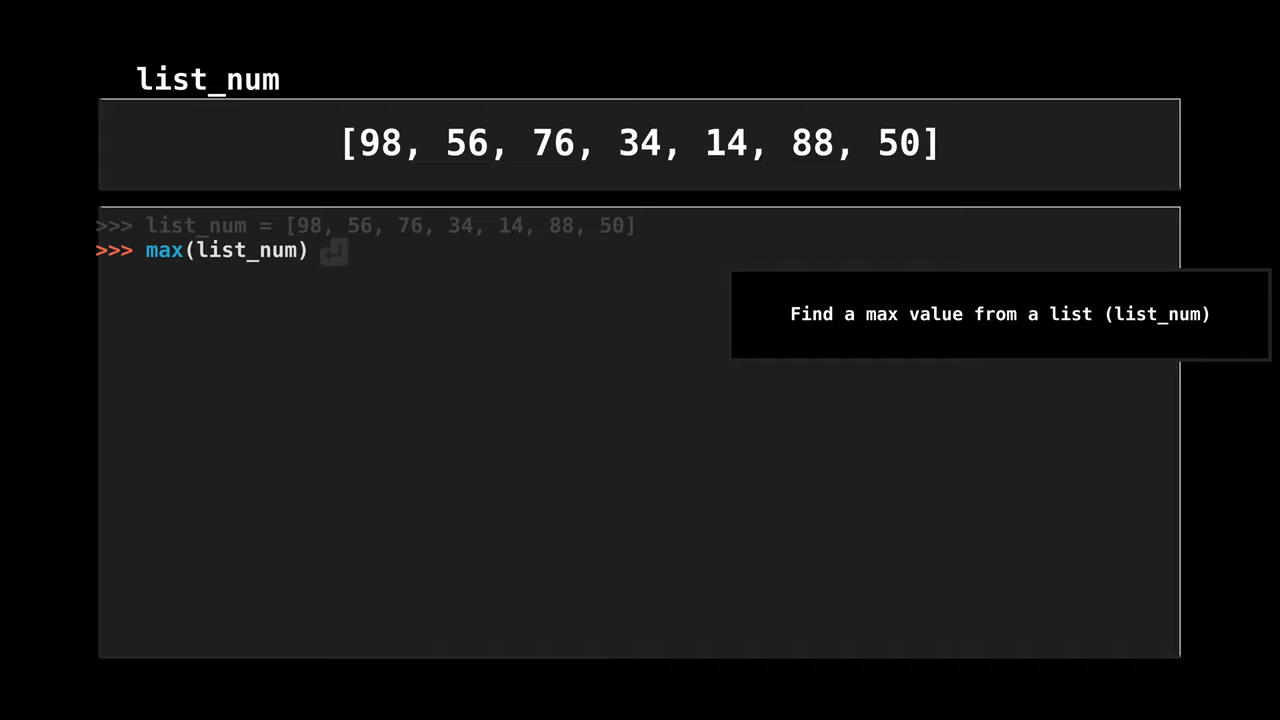 list_num
[98, 56, 76, 34, 14, 88, 50]
>>> list_num = [98, 56, 76, 34, 14, 88, 50]
>>> max(list_num)
Find a max value from a list (list_num)